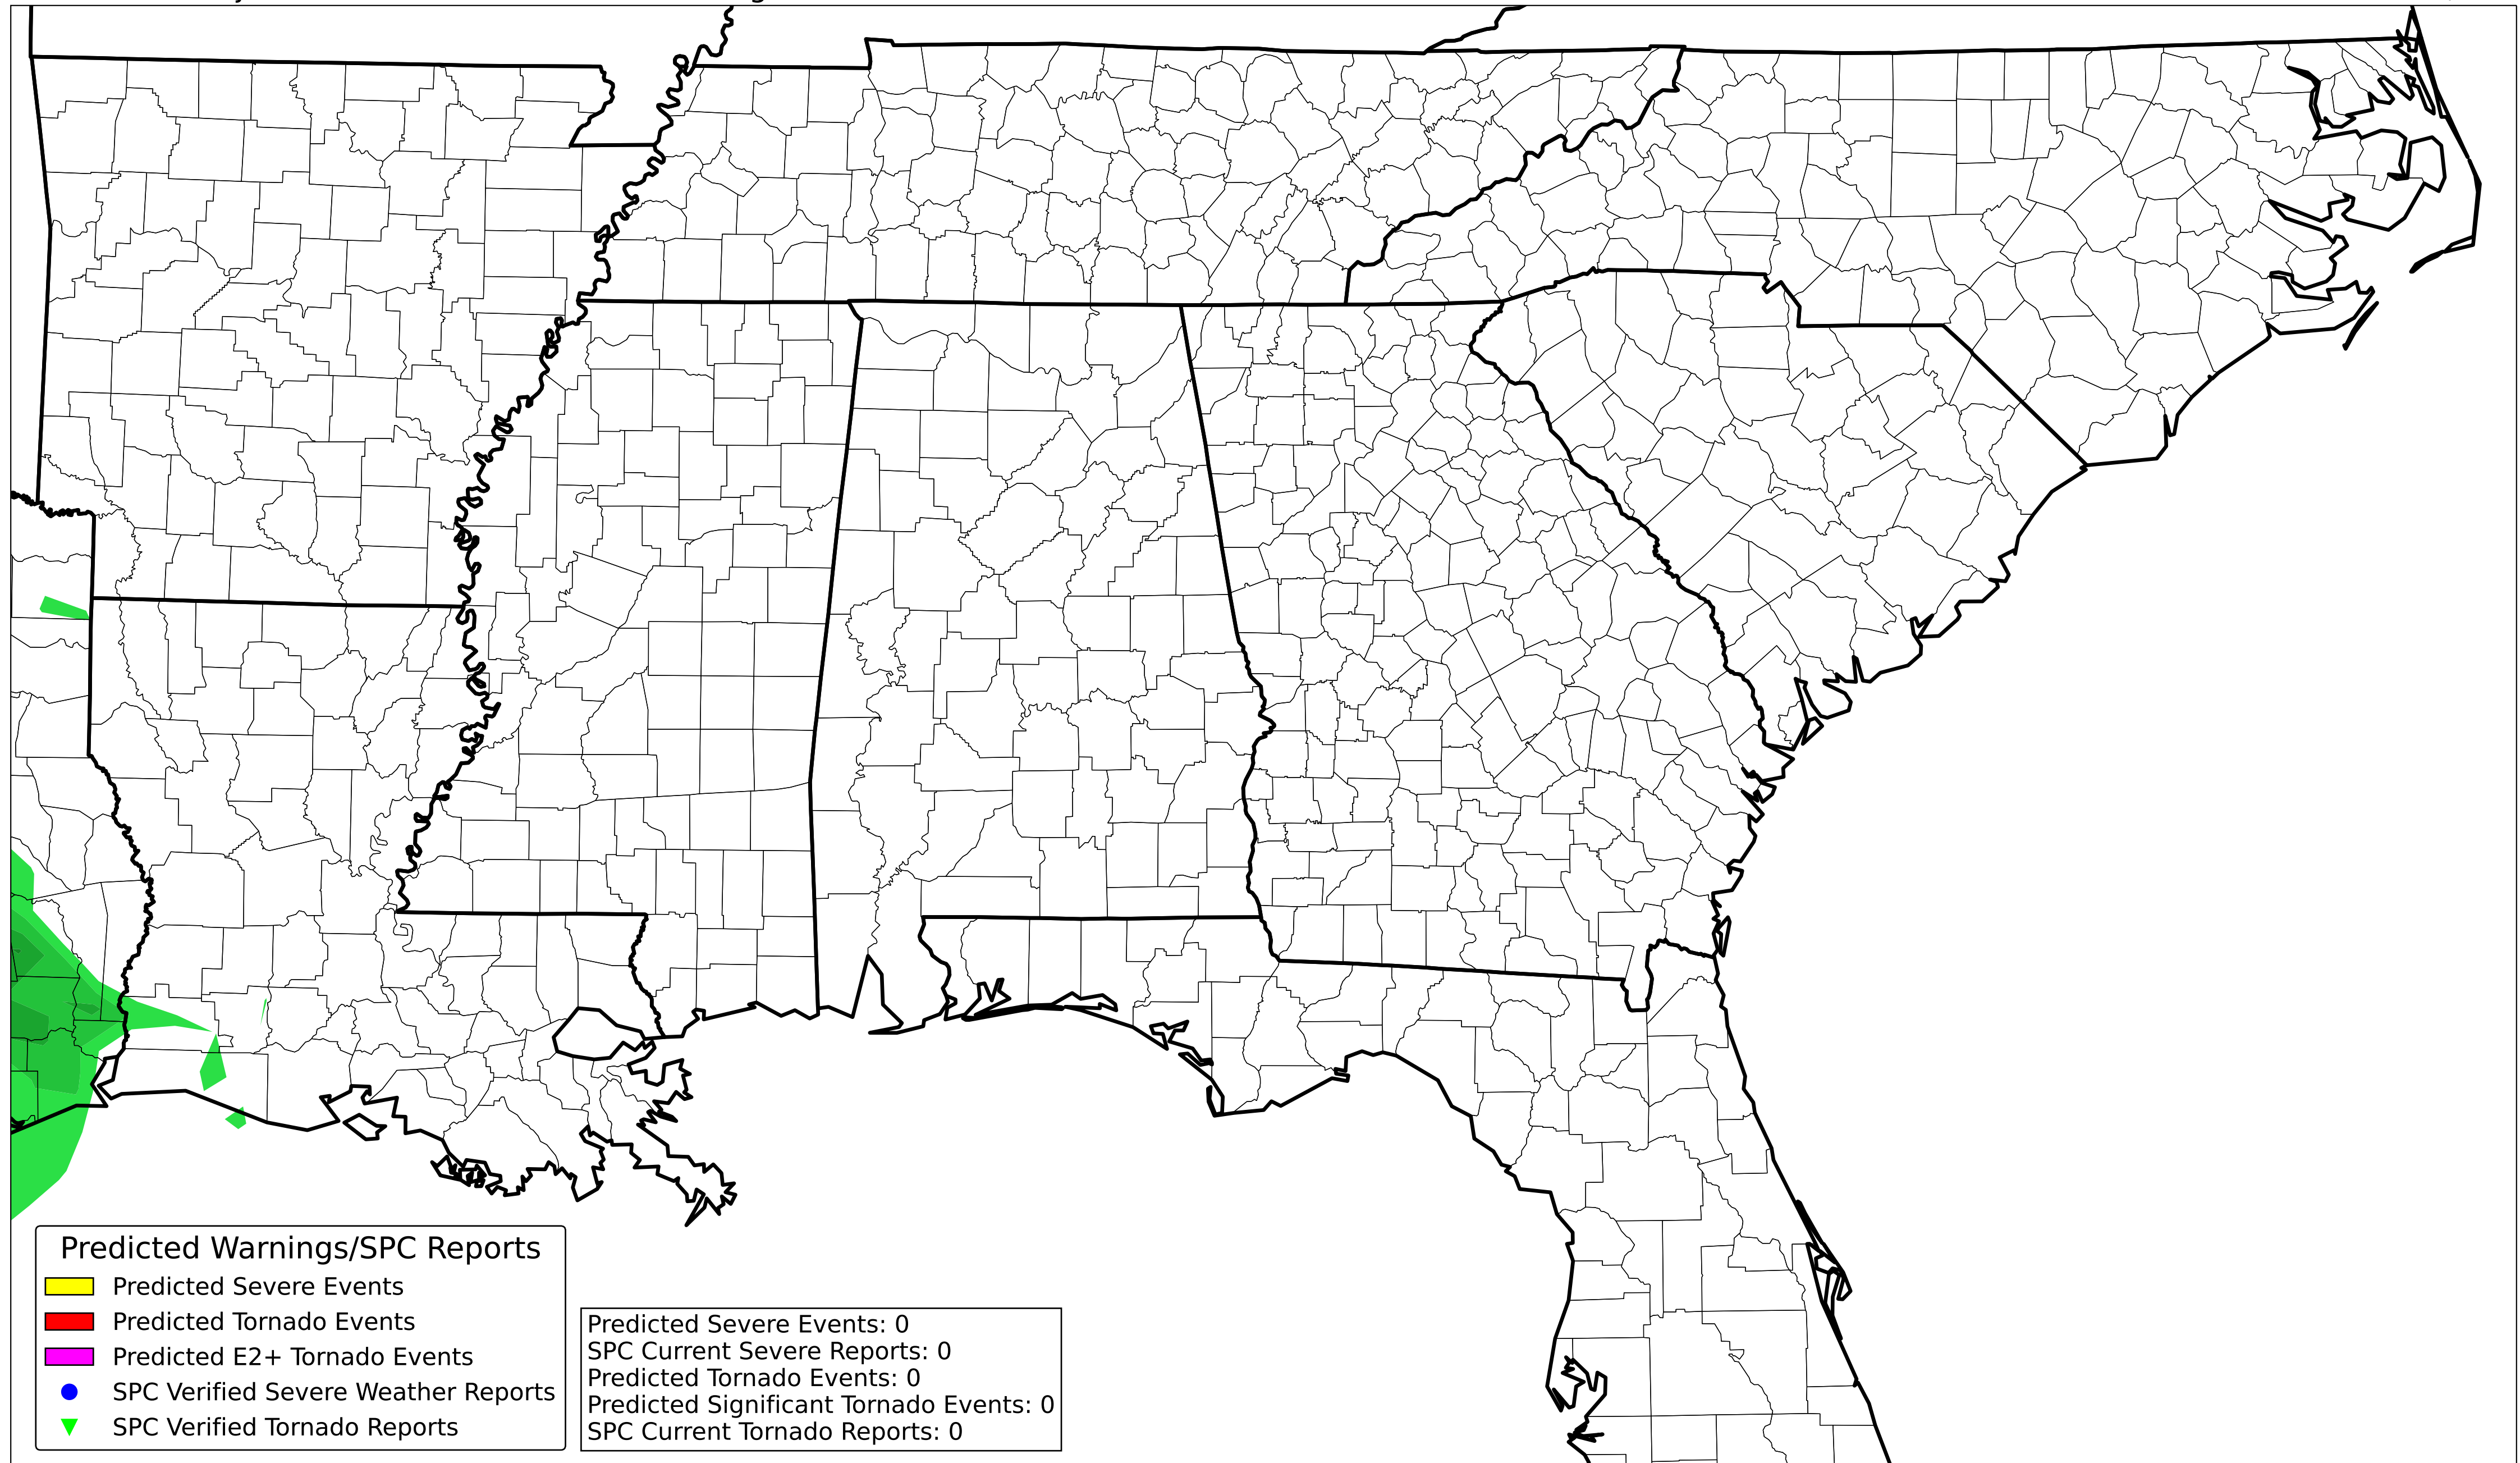 Predicted Warnings/SPC Reports
Predicted Severe Events
Predicted Tornado Events
Predicted E2+ Tornado Events
SPC Verified Severe Weather Reports
SPC Verified Tornado Reports
Predicted Severe Events: 0
SPC Current Severe Reports: 0
Predicted Tornado Events: 0
Predicted Significant Tornado Events: 0
SPC Current Tornado Reports: 0